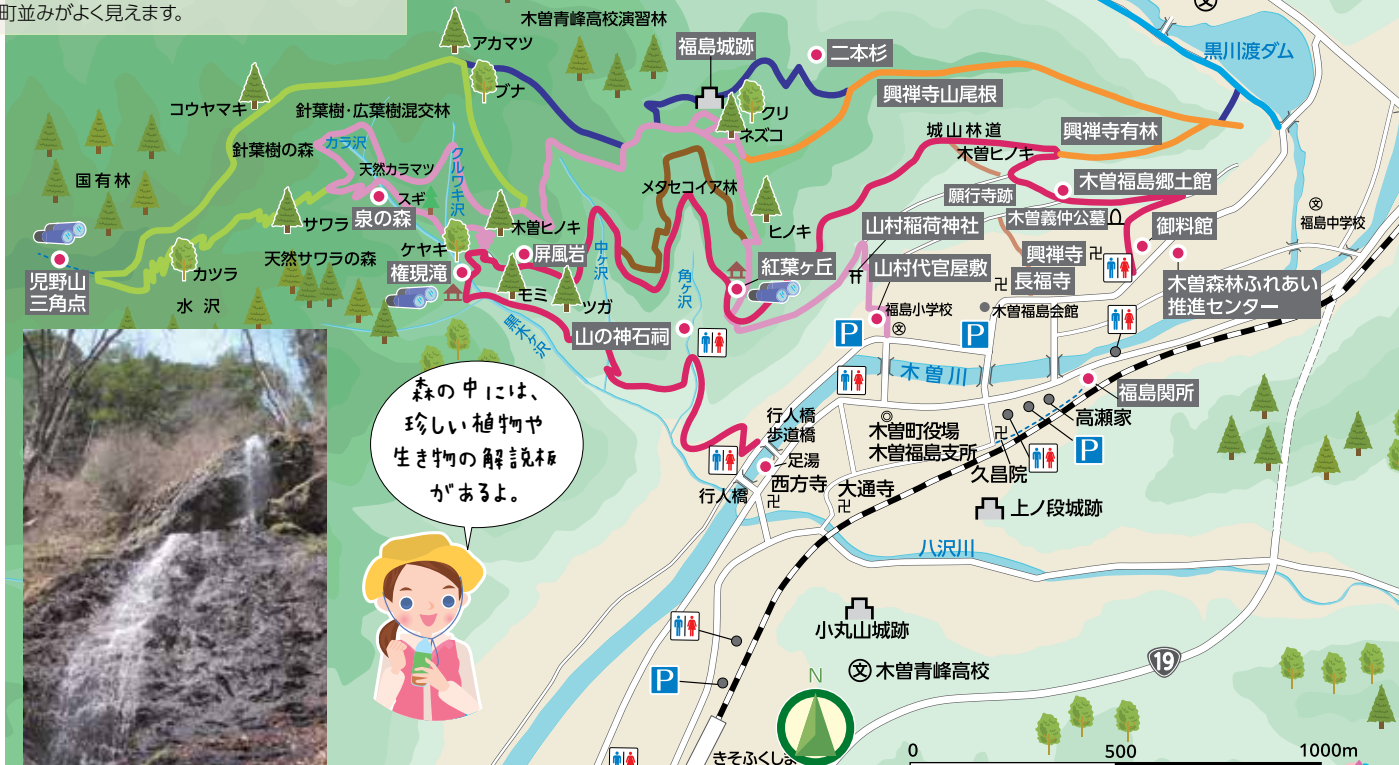 町並みがよく見えます。
木曽青峰高校演習林
アカマツ
福島城跡
二本杉
黒川渡ダム
コウヤマキ
ブナ
興禅寺山尾根
針葉樹・広葉樹混交林
クリ
ネズコ
城山林道
興禅寺有林
針葉樹の森
カラ沢
クルワキ沢
木曽ヒノキ
天然カラマツ
国有林
スギ
メタセコイア林
願行寺跡
木曽福島郷土館
泉の森
木曽義仲公墓
福島中学校
サワラ
木曽ヒノキ
ヒノキ
山村稲荷神社
御料館
ケヤキ
屏風岩
中ヶ沢
興禅寺
天然サワラの森
権現滝
角ヶ沢
紅葉ヶ丘
山村代官屋敷
長福寺
児野山
三角点
カツラ
モミ
ツガ
木曽森林ふれあい
推進センター
水沢
福島小学校
木曽福島会館
黒木ヶ沢
山の神石祠
P
P
木曽川
福島関所
森の中には、
珍しい植物や
生き物の解説板
があるよ。
行人橋
歩道橋
木曽町役場
木曽福島支所
高瀬家
P
足湯
久昌院
行人橋
西方寺
大通寺
上ノ段城跡
八沢川
小丸山城跡
19
木曽青峰高校
P
N
きそふくしま
0 500 1000m